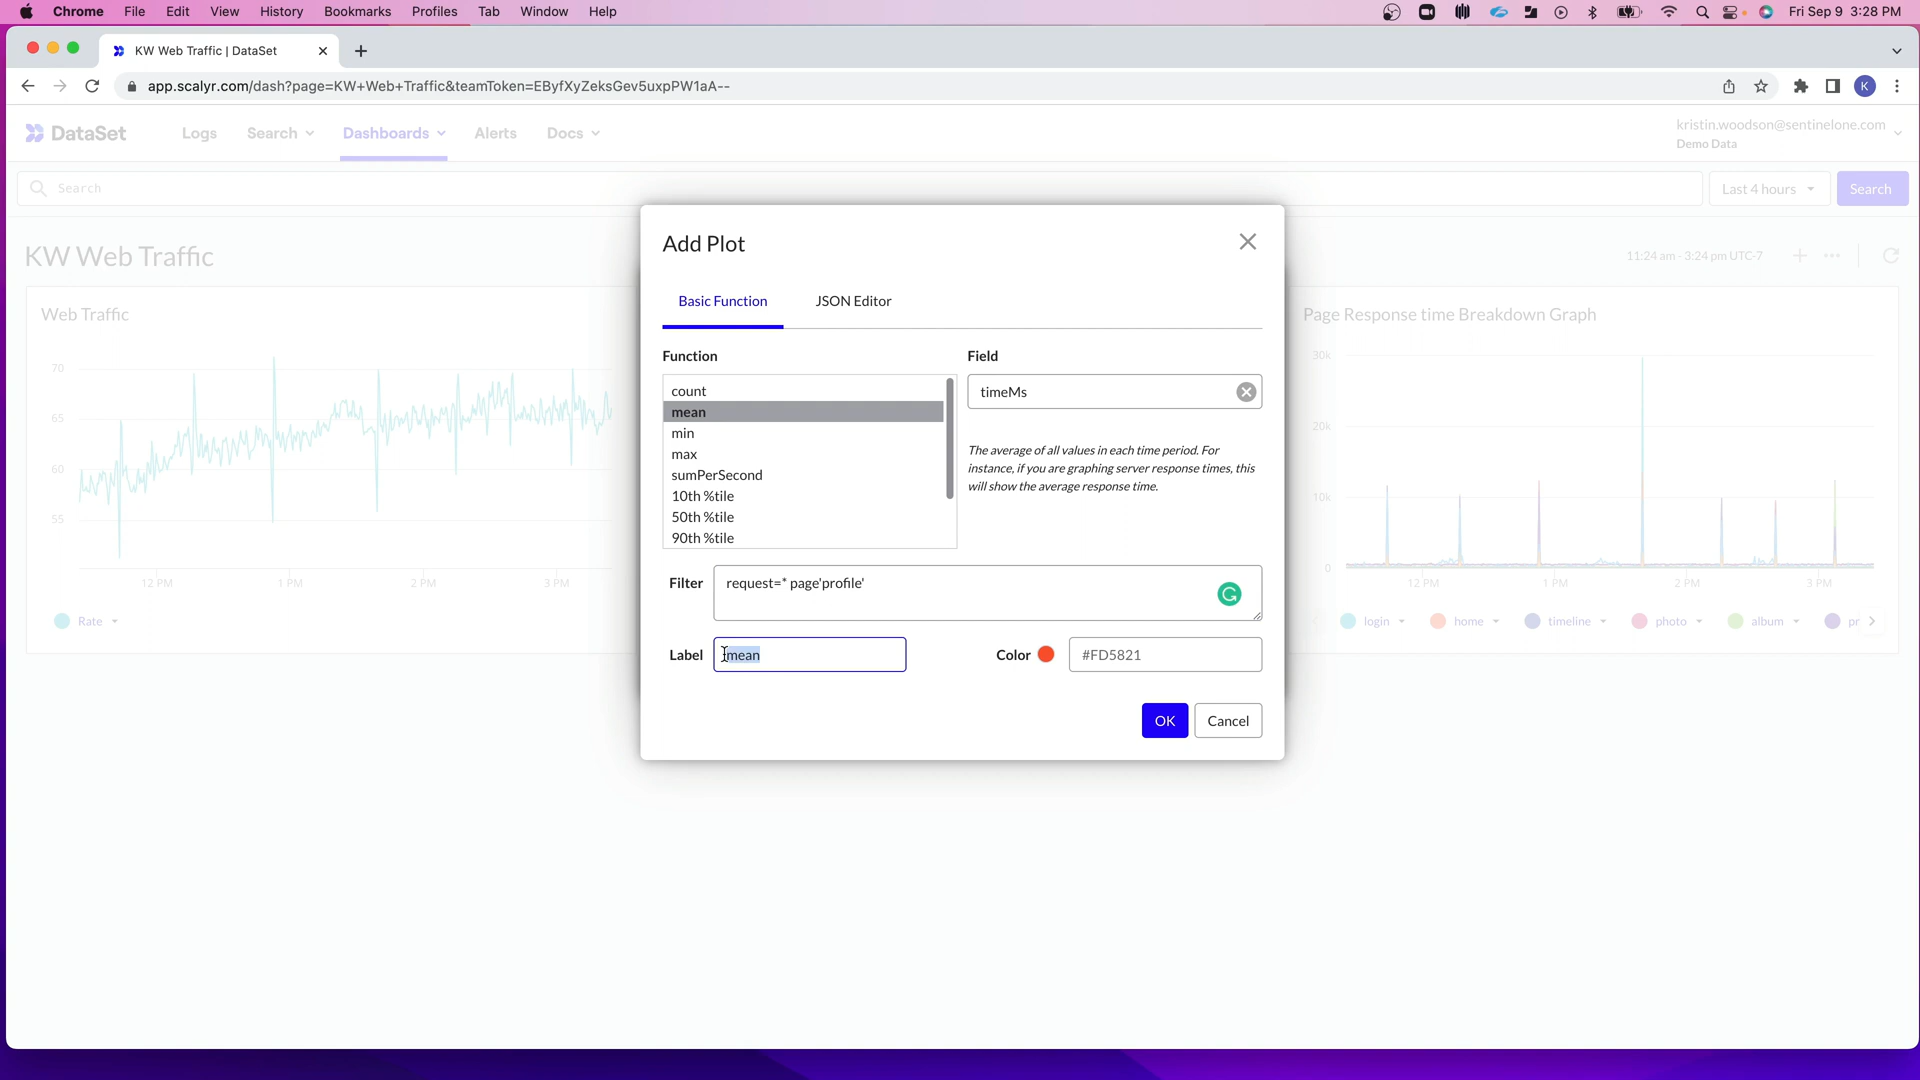 Chrome File Edit View History Bookmarks Profiles Tab Window Help Fri Sep 9 3:28 PM
KW Web Traffic | DataSet
app.scalyr.com/dash?page=KW+Web+Traffic&teamToken=EByfXyZeksGev5uxpPW1aA--
K
DataSet Logs Search Dashboards Alerts Docs
kristin.woodson@sentinelone.com
Demo Data
Search Last 4 hours Search
KW Web Traffic
11:24 am - 3:24 pm UTC-7
Web Traffic
70
65
60
55
12 PM 1 PM 2 PM 3 PM
Rate
Add Plot
Basic Function JSON Editor
Function
count
mean
min
max
sumPerSecond
10th %tile
50th %tile
90th %tile
Field
timeMs
The average of all values in each time period. For
instance, if you are graphing server response times, this
will show the average response time.
Filter request=* page'profile'
Label mean
Color #FD5821
OK Cancel
Page Response time Breakdown Graph
30k
20k
10k
0
12 PM 1 PM 2 PM 3 PM
login home timeline photo album pr